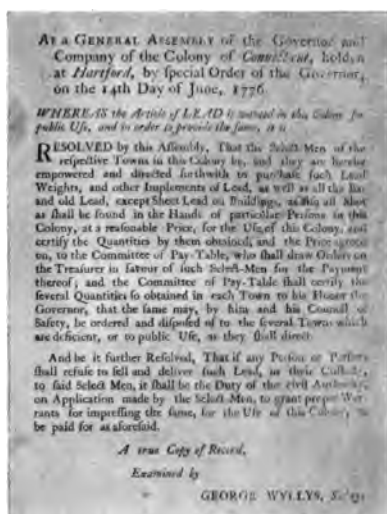 At a GENERAL ASSEMBLY of the Governor and
Company of the Colony of Connecticut, holden
at Hartford, by special Order of the Governor,
on the 14th Day of June, 1776
WHEREAS the Article of LEAD is wanted in this Colony for
public Use, and in order to provide the same, it is
RESOLVED by this Assembly, That the Select-Men of the
respective Towns in this Colony be, and they are hereby
empowered and directed forthwith to purchase such Lead
Weights, and other Implements of Lead, as well as all the Bar
and old Lead, except Sheet Lead on Buildings, as also all Shot
as shall be found in the Hands of particular Persons in this
Colony, at a reasonable Price, for the Use of this Colony, and
certify the Quantities by them obtained, and the Price agreed
on, to the Committee of Pay-Table, who shall draw Orders on
the Treasurer in favour of such Select-Men for the Payment
thereof; and the Committee of Pay-Table shall certify the
several Quantities so obtained in each Town to his Honor the
Governor, that the same may, by him and his Council of
Safety, be ordered and disposed of to the several Towns which
are deficient, or to public Use, as they shall direct
And be it further Resolved, That if any Person or Persons
shall refuse to sell and deliver such Lead, in their Custody,
to said Select Men, it shall be the Duty of the civil Authority,
on Application made by the Select-Men, to grant proper War-
rants for impressing the same, for the Use of this Colony, to
be paid for as aforesaid.
A true Copy of Record,
Examined by
GEORGE WYLLYS, Sec'ry